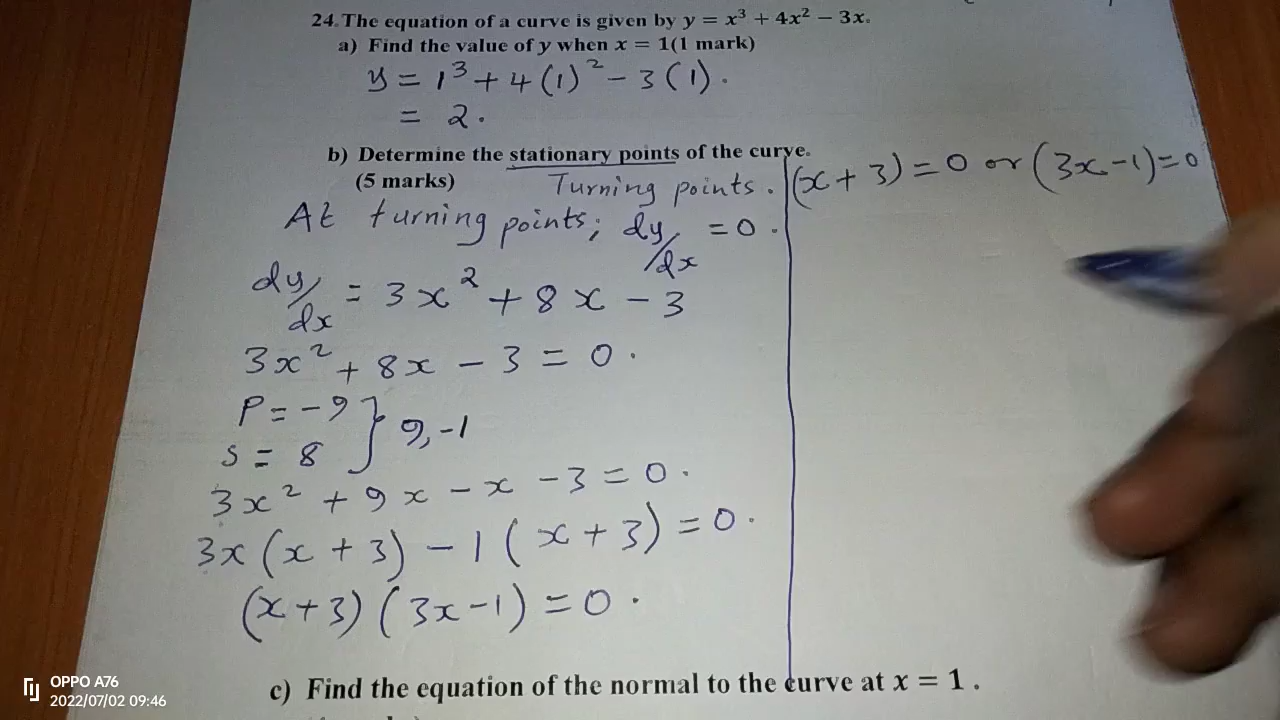 24. The equation of a curve is given by y = x³ + 4x² − 3x.
a) Find the value of y when x = 1(1 mark)
y = 1³ + 4(1)² − 3(1).
= 2.
b) Determine the stationary points of the curve.
(5 marks) Turning points.
At turning points; dy/dx = 0.
dy/dx = 3x² + 8x − 3
3x² + 8x − 3 = 0.
P = −9
S = 8 } 9, −1
3x² + 9x − x − 3 = 0.
3x(x + 3) − 1(x + 3) = 0.
(x + 3)(3x − 1) = 0.
(x + 3) = 0 or (3x − 1) = 0
c) Find the equation of the normal to the curve at x = 1.
OPPO A76
2022/07/02 09:46